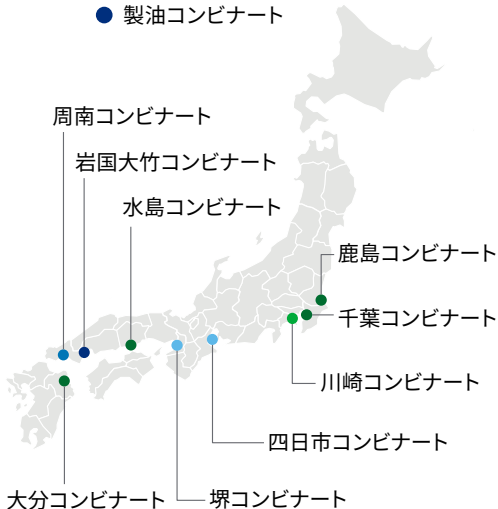 製油コンビナート
周南コンビナート
岩国大竹コンビナート
水島コンビナート
鹿島コンビナート
千葉コンビナート
川崎コンビナート
四日市コンビナート
大分コンビナート
堺コンビナート